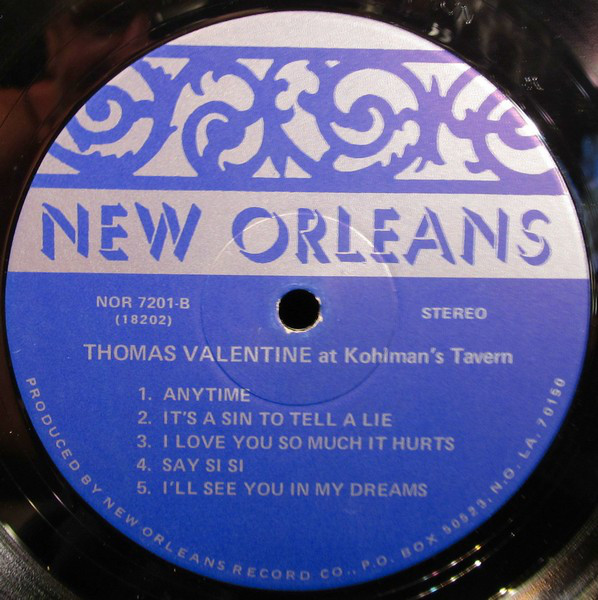 NEW ORLEANS
NOR 7201-B
(18202)
STEREO
THOMAS VALENTINE at Kohlman's Tavern
1. ANYTIME
2. IT'S A SIN TO TELL A LIE
3. I LOVE YOU SO MUCH IT HURTS
4. SAY SI SI
5. I'LL SEE YOU IN MY DREAMS
PRODUCED BY NEW ORLEANS RECORD CO., P.O. BOX 50523, N.O. LA. 70150